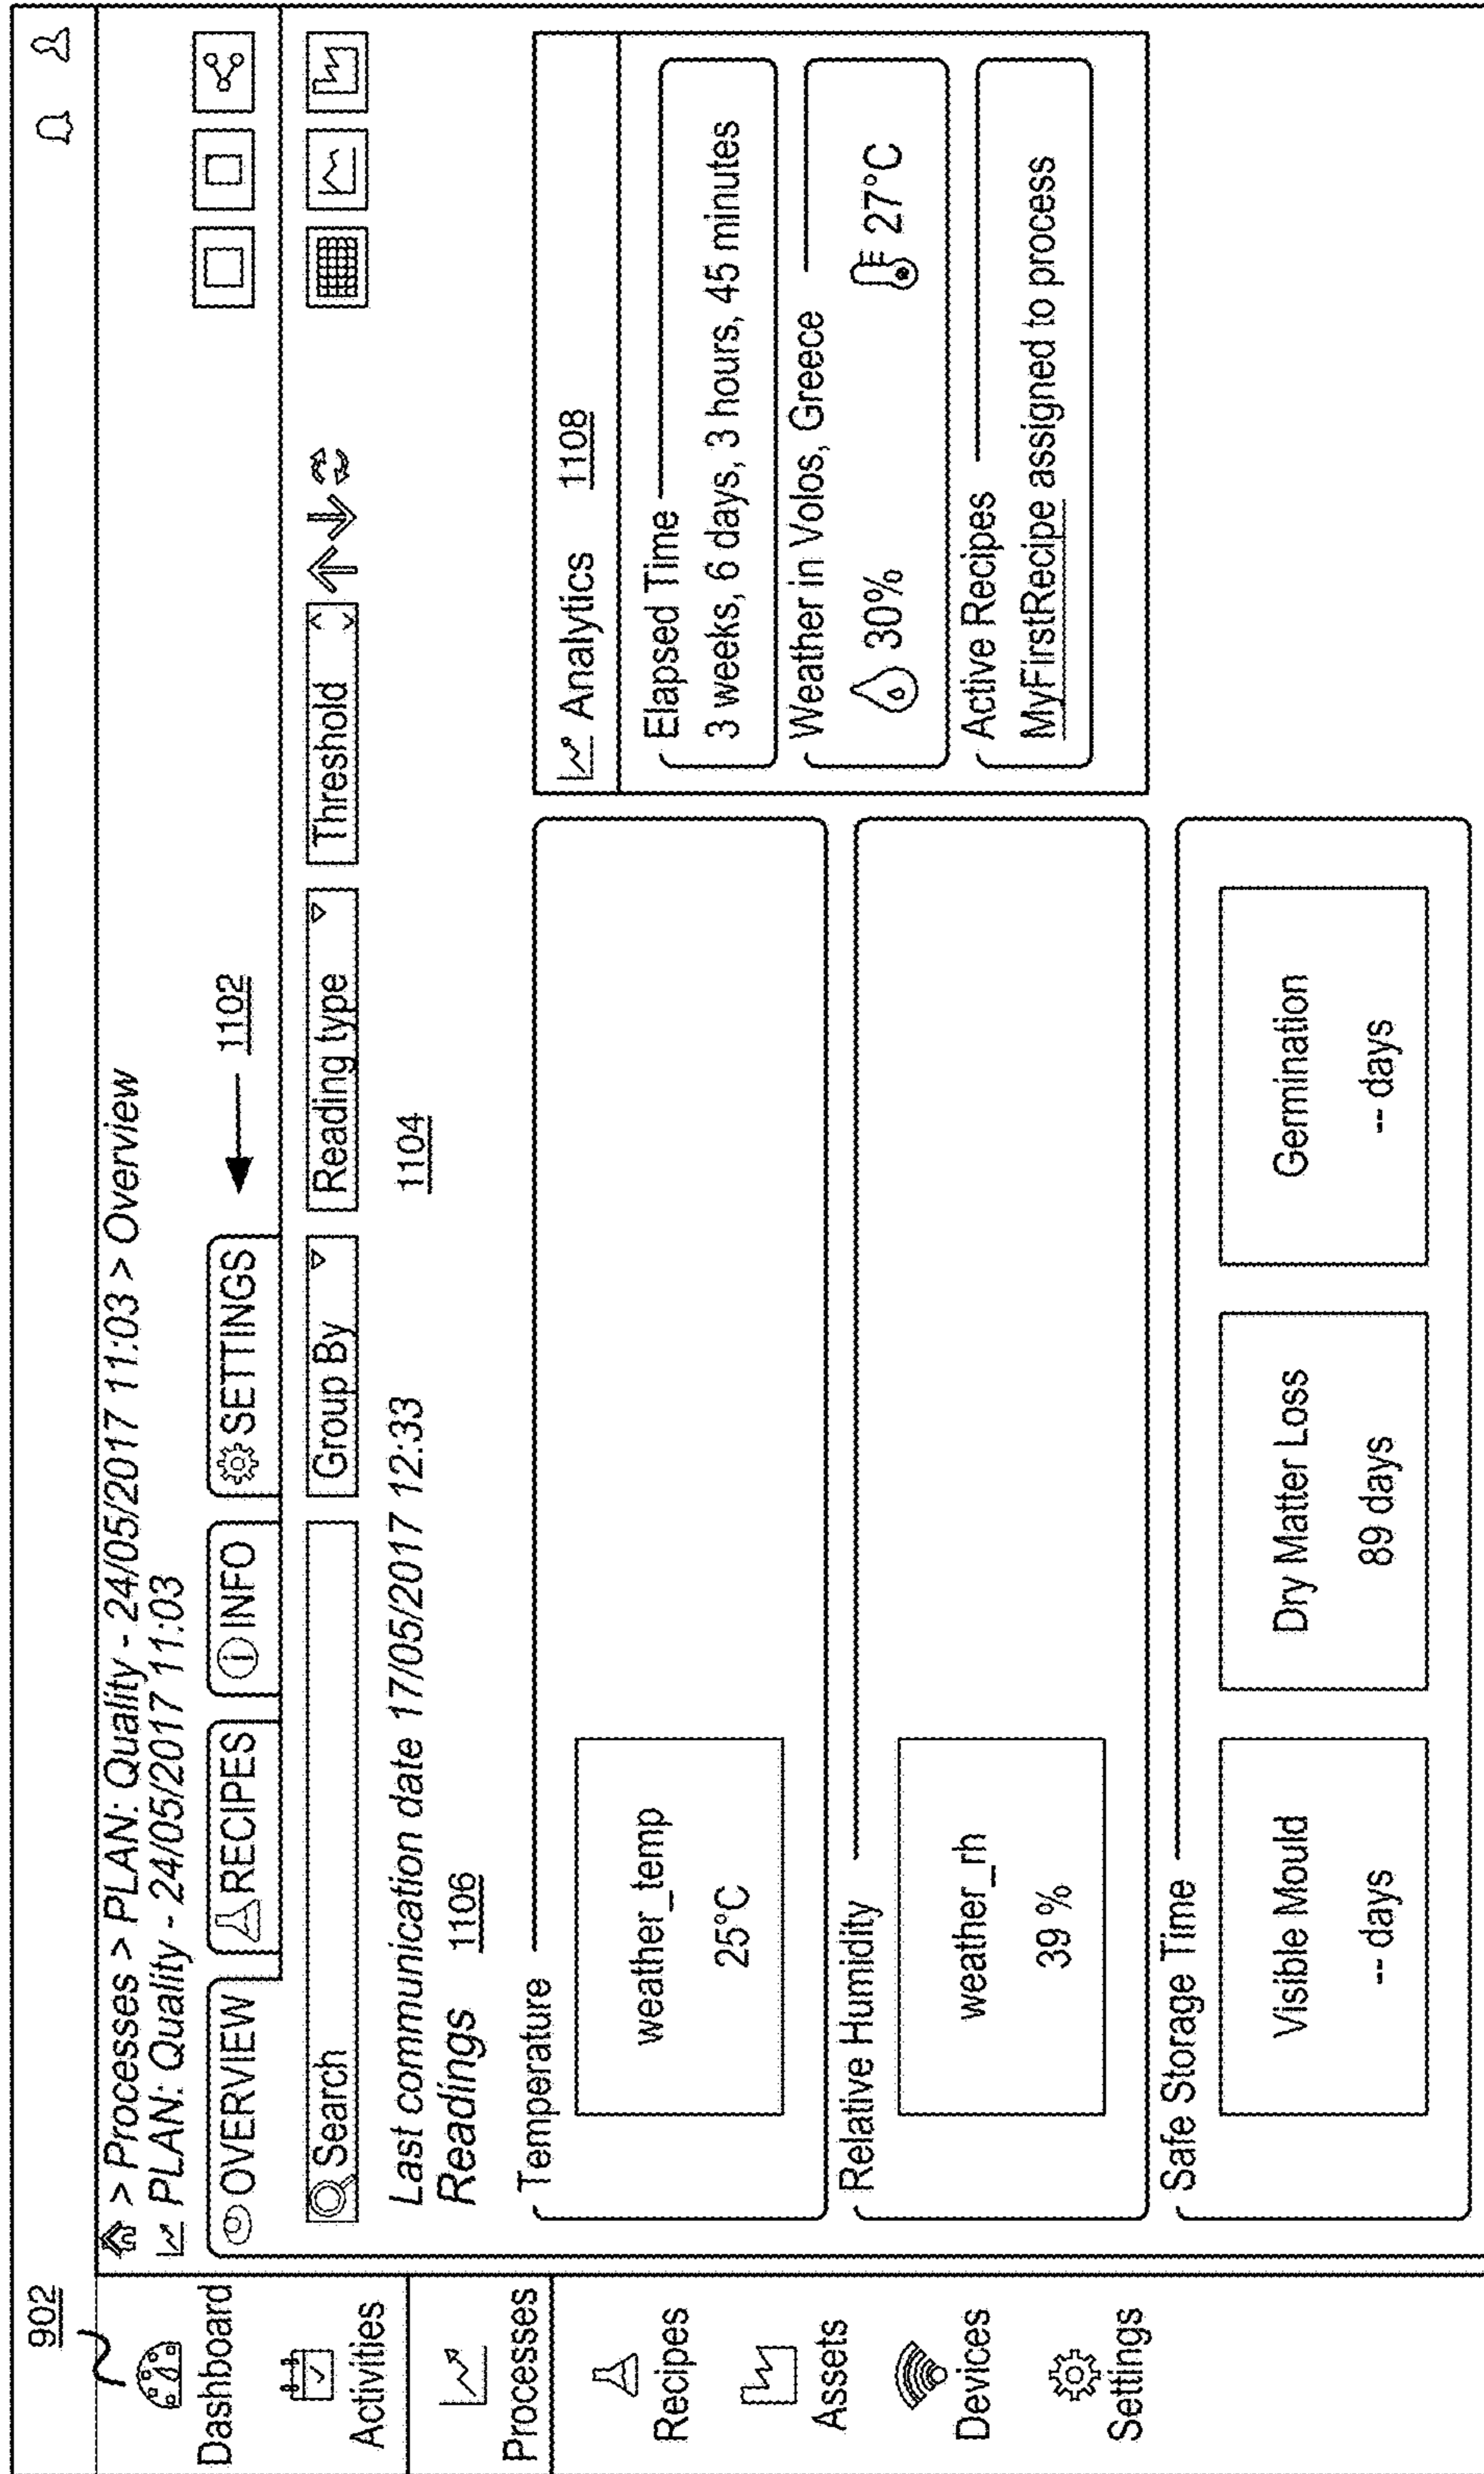 902
Dashboard
Activities
Processes
Recipes
Assets
Devices
Settings
> Processes > PLAN: Quality - 24/05/2017 11:03 > Overview
PLAN: Quality - 24/05/2017 11:03
OVERVIEW RECIPES INFO SETTINGS 1102
Search Group By Reading type Threshold
Last communication date 17/05/2017 12:33 1104
Readings 1106
Temperature
weather_temp
25°C
Relative Humidity
weather_rh
39 %
Safe Storage Time
Visible Mould Dry Matter Loss Germination
-- days 89 days -- days
Analytics 1108
Elapsed Time
3 weeks, 6 days, 3 hours, 45 minutes
Weather in Volos, Greece
30% 27°C
Active Recipes
MyFirstRecipe assigned to process